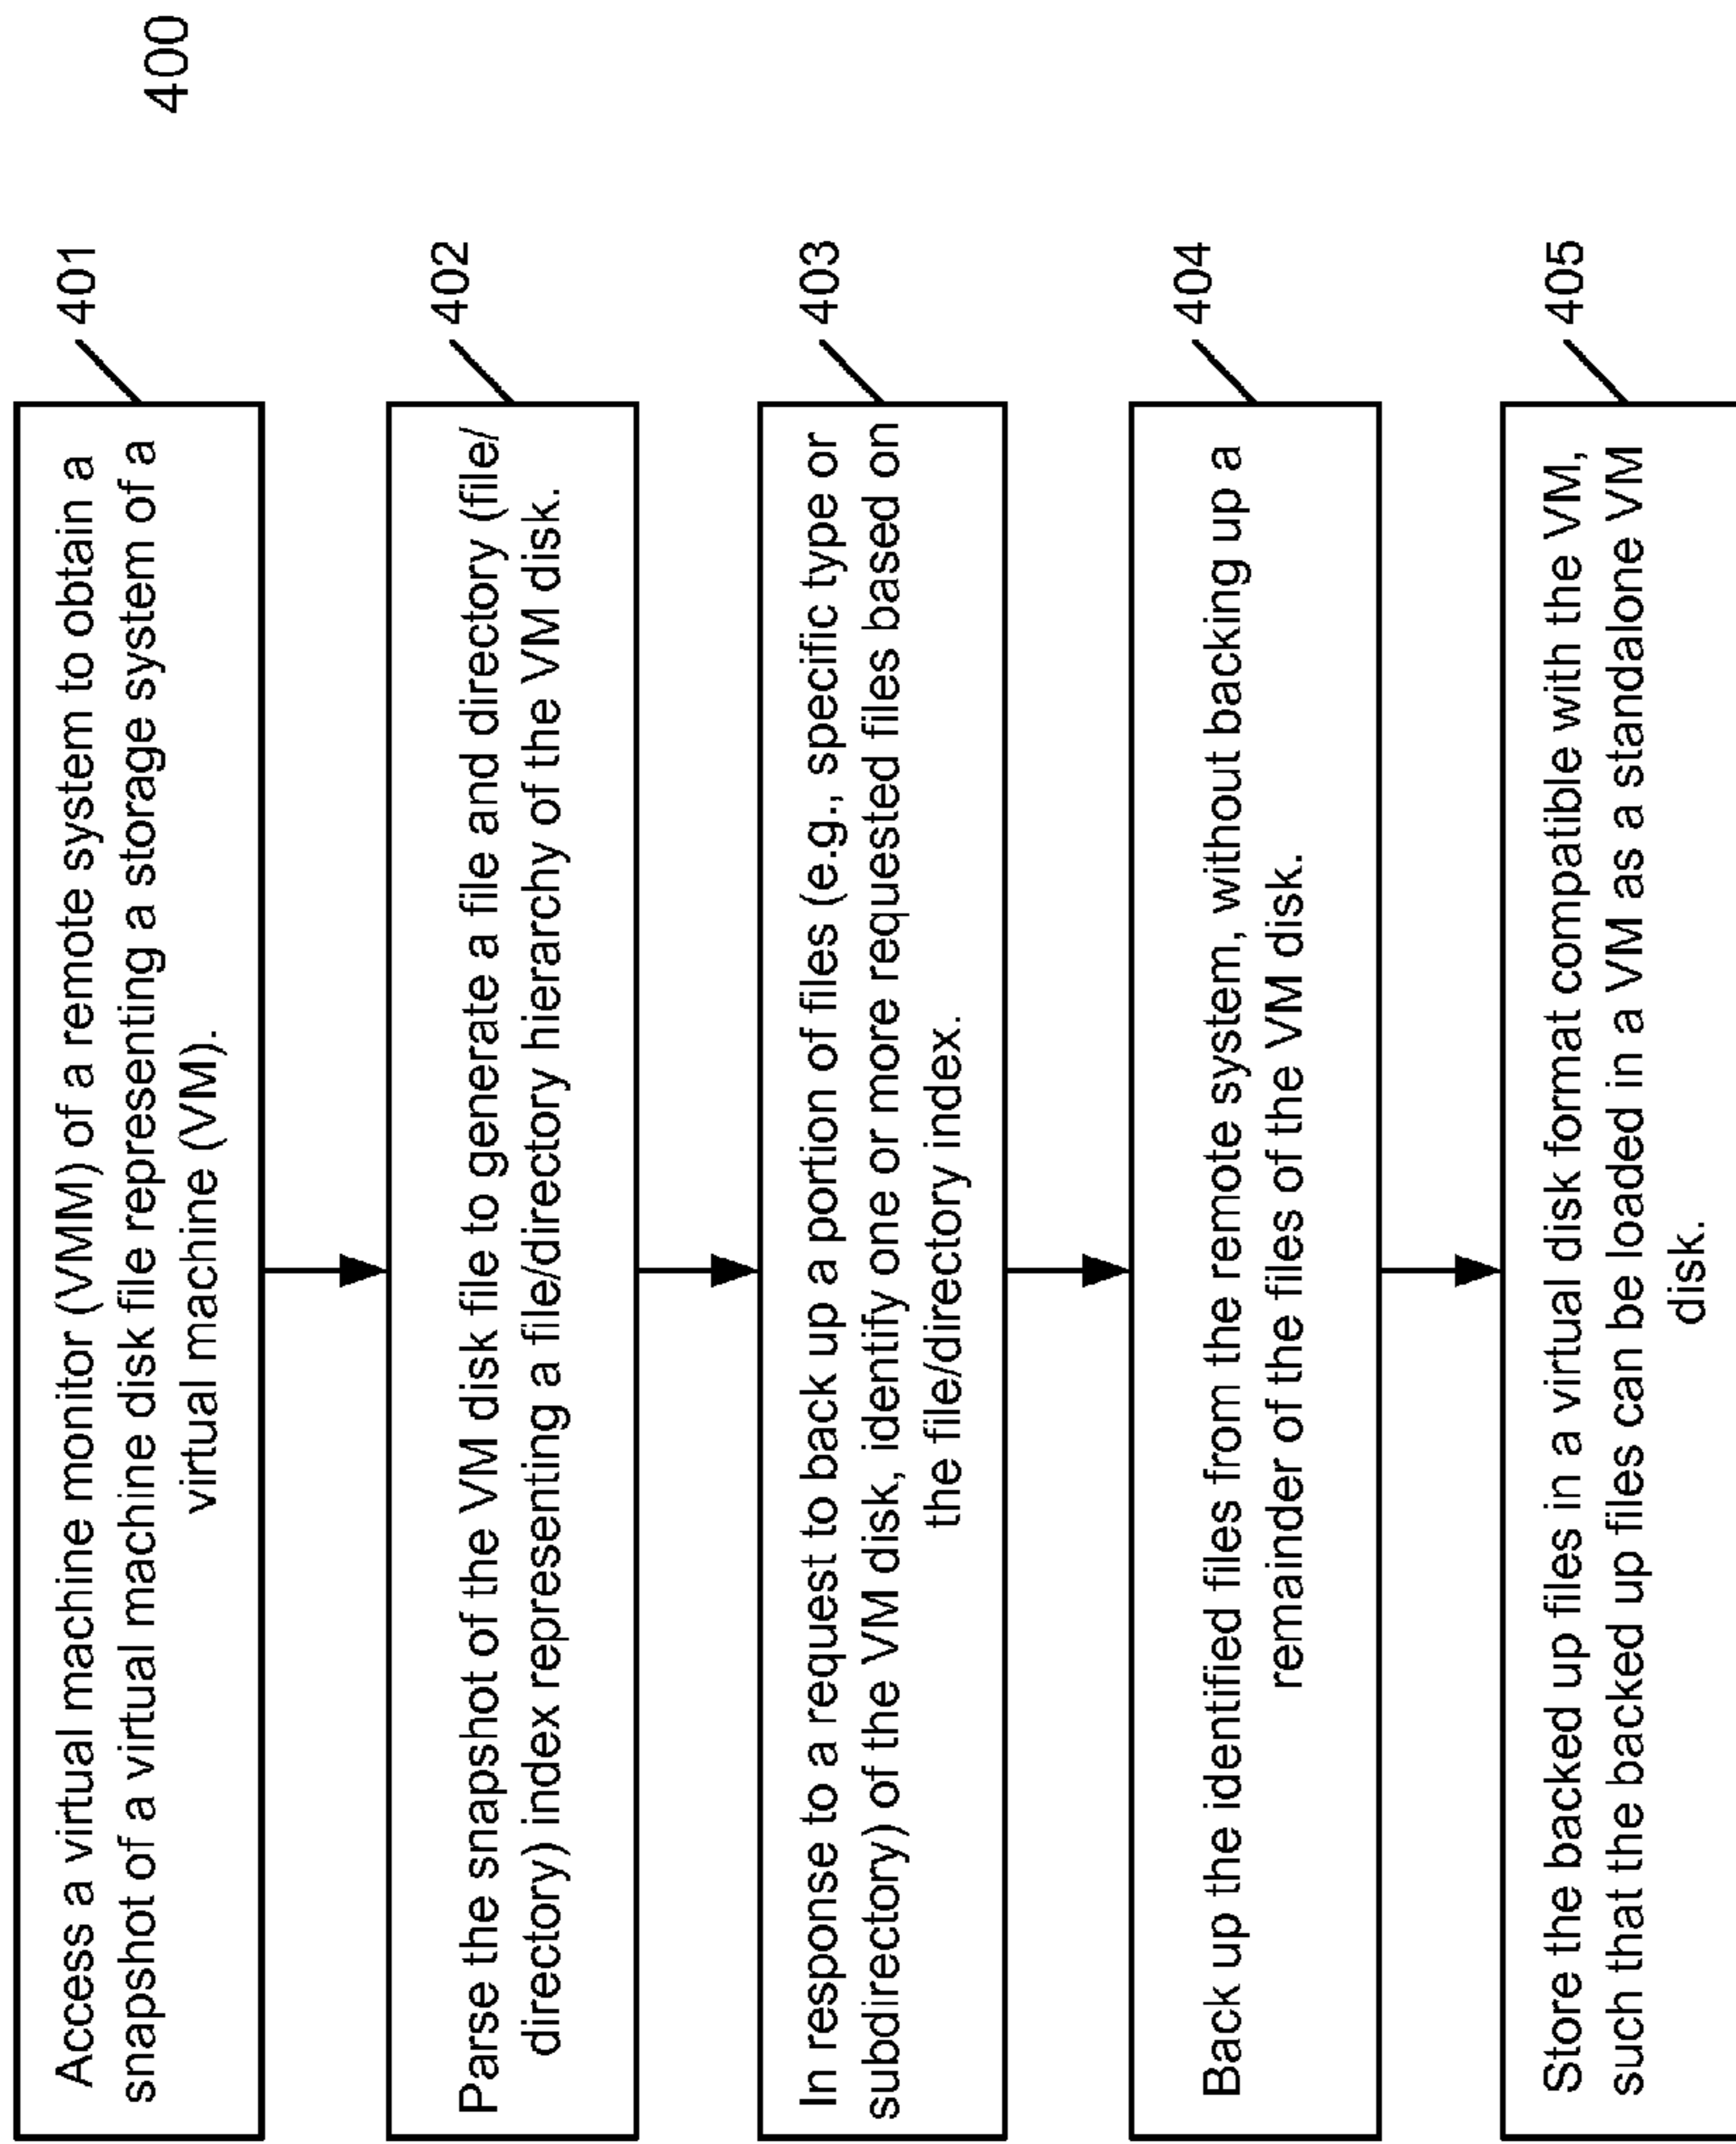 400
401
Access a virtual machine monitor (VMM) of a remote system to obtain a
snapshot of a virtual machine disk file representing a storage system of a
virtual machine (VM).
402
Parse the snapshot of the VM disk file to generate a file and directory (file/
directory) index representing a file/directory hierarchy of the VM disk.
403
In response to a request to back up a portion of files (e.g., specific type or
subdirectory) of the VM disk, identify one or more requested files based on
the file/directory index.
404
Back up the identified files from the remote system, without backing up a
remainder of the files of the VM disk.
405
Store the backed up files in a virtual disk format compatible with the VM,
such that the backed up files can be loaded in a VM as a standalone VM
disk.